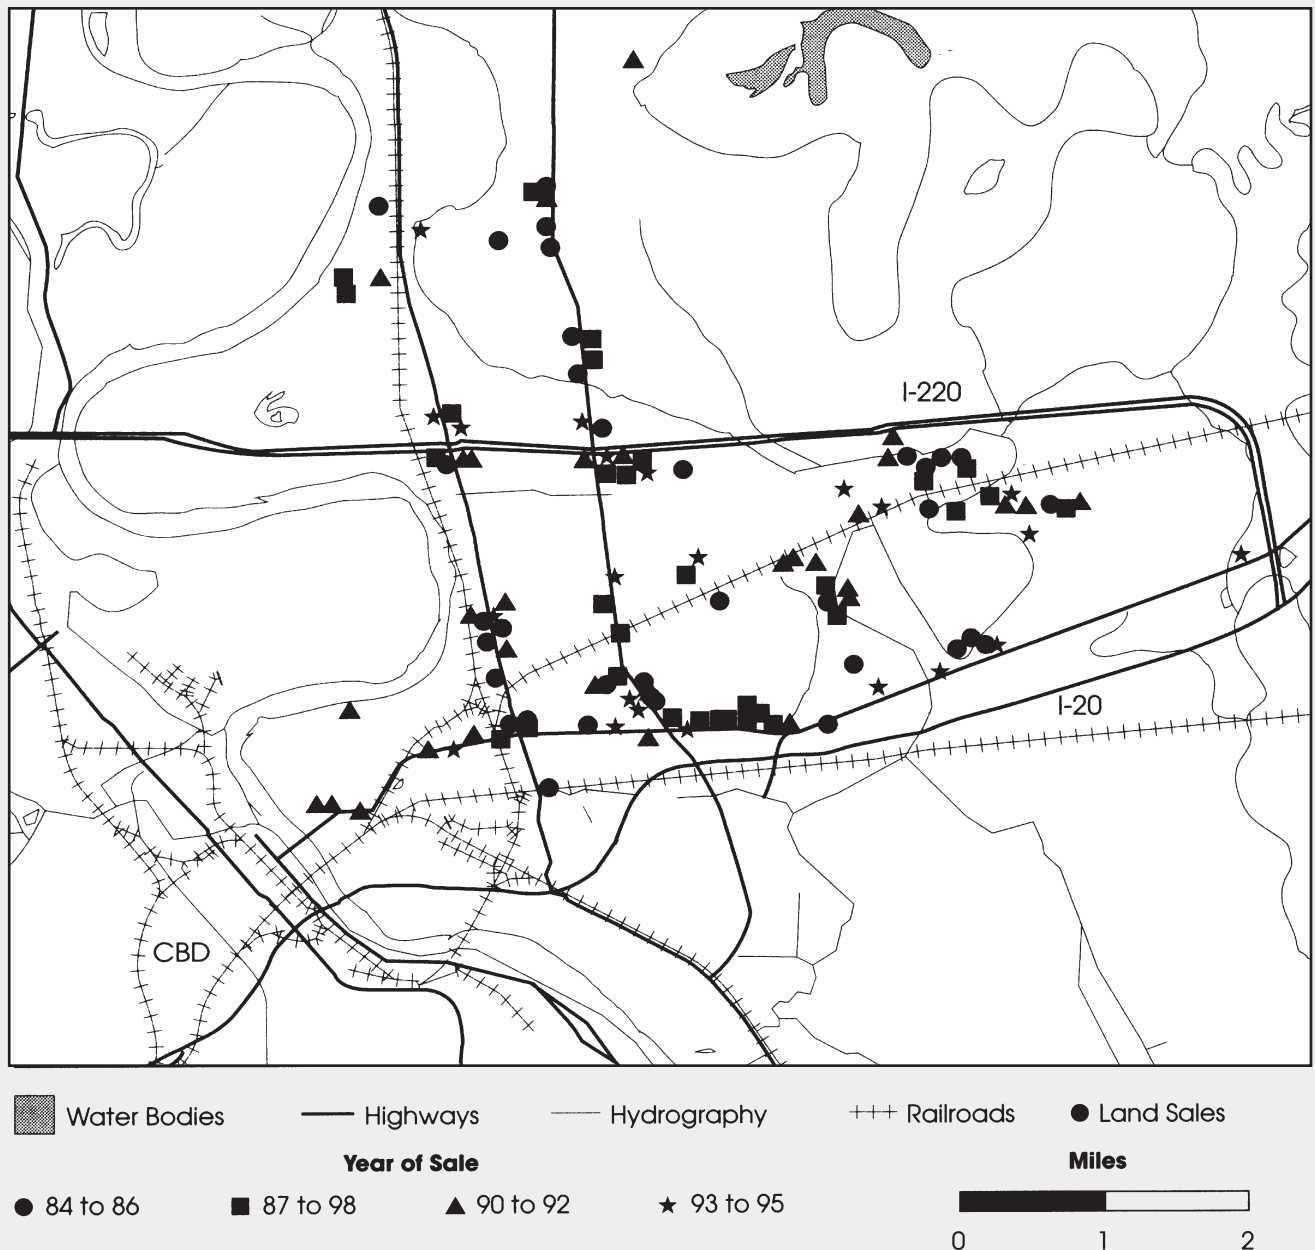 I-220
I-20
CBD
Water Bodies Highways Hydrography Railroads Land Sales
Year of Sale Miles
84 to 86 87 to 98 90 to 92 93 to 95
0 1 2